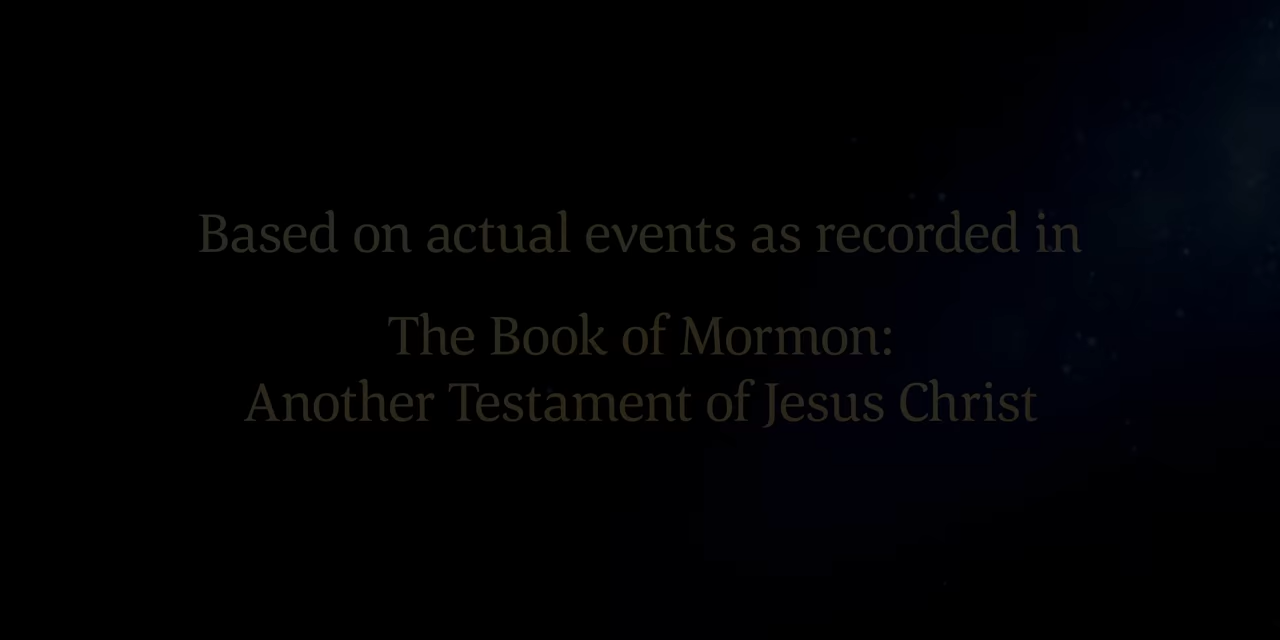 Based on actual events as recorded in
The Book of Mormon:
Another Testament of Jesus Christ